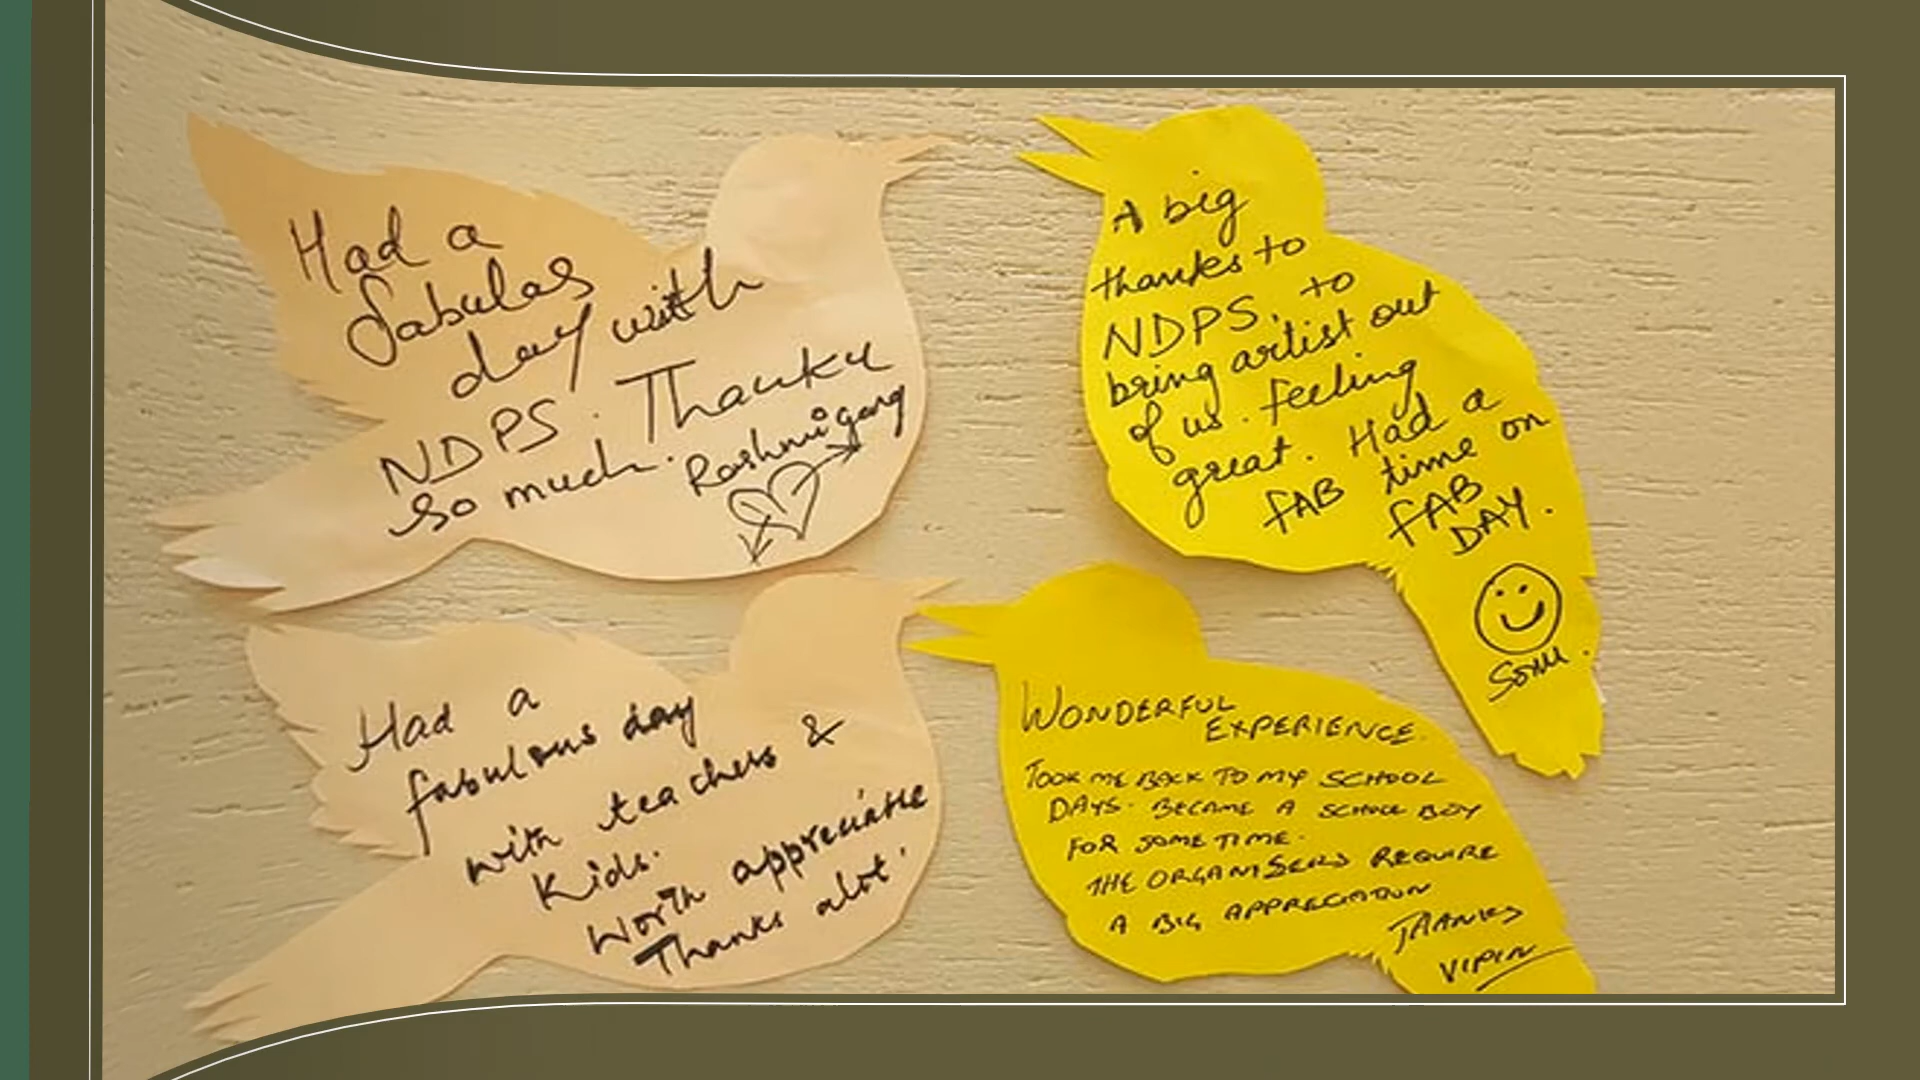 Had a
fabulas
day with
NDPS. Thanku
so much.
Rashmi garg
A big
thanks to
NDPS, to
bring artist out
of us. feeling
great. Had a
FAB time on
FAB
DAY.
Sonu.
Had a
fabulous day
with teachers &
Kids.
Worth appreciable
Thanks alot.
WONDERFUL
EXPERIENCE.
TOOK ME BACK TO MY SCHOOL
DAYS. BECAME A SCHOOL BOY
FOR SOME TIME.
THE ORGANISERS REQUIRE
A BIG APPRECIATION
THANKS
VIPIN